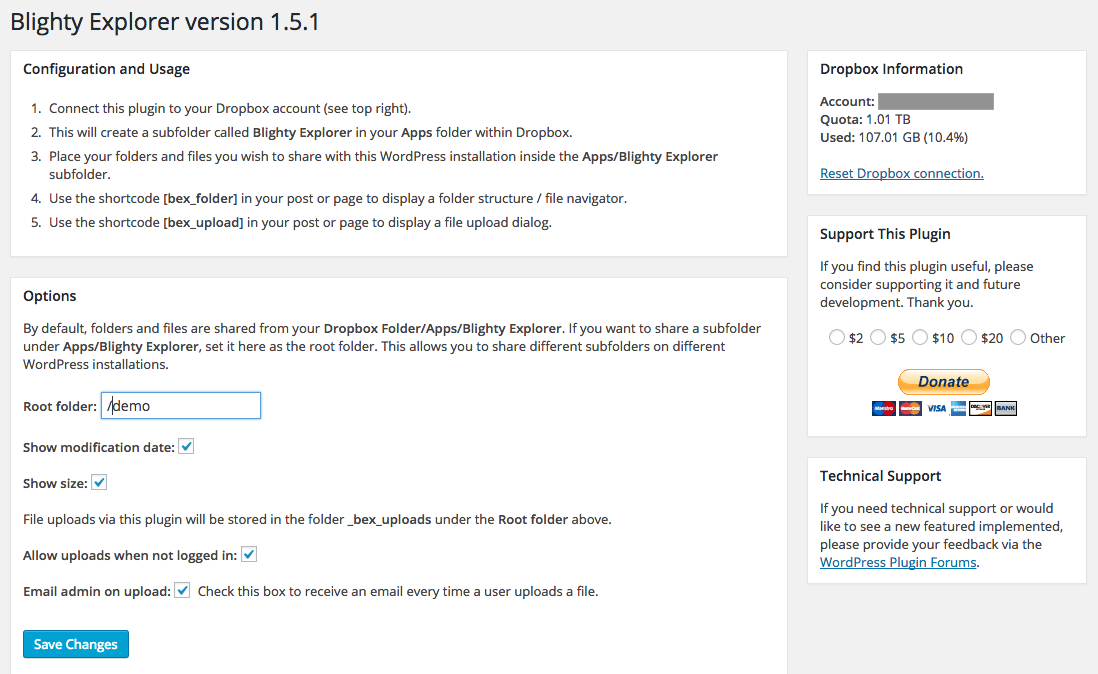 Blighty Explorer version 1.5.1
Configuration and Usage
1. Connect this plugin to your Dropbox account (see top right).
2. This will create a subfolder called Blighty Explorer in your Apps folder within Dropbox.
3. Place your folders and files you wish to share with this WordPress installation inside the Apps/Blighty Explorer
subfolder.
4. Use the shortcode [bex_folder] in your post or page to display a folder structure / file navigator.
5. Use the shortcode [bex_upload] in your post or page to display a file upload dialog.
Options
By default, folders and files are shared from your Dropbox Folder/Apps/Blighty Explorer. If you want to share a subfolder
under Apps/Blighty Explorer, set it here as the root folder. This allows you to share different subfolders on different
WordPress installations.
Root folder: /demo
Show modification date:
Show size:
File uploads via this plugin will be stored in the folder _bex_uploads under the Root folder above.
Allow uploads when not logged in:
Email admin on upload: Check this box to receive an email every time a user uploads a file.
Save Changes
Dropbox Information
Account:
Quota: 1.01 TB
Used: 107.01 GB (10.4%)
Reset Dropbox connection.
Support This Plugin
If you find this plugin useful, please
consider supporting it and future
development. Thank you.
$2 $5 $10 $20 Other
Donate
Maestro MasterCard VISA DISCOVER BANK
Technical Support
If you need technical support or would
like to see a new featured implemented,
please provide your feedback via the
WordPress Plugin Forums.